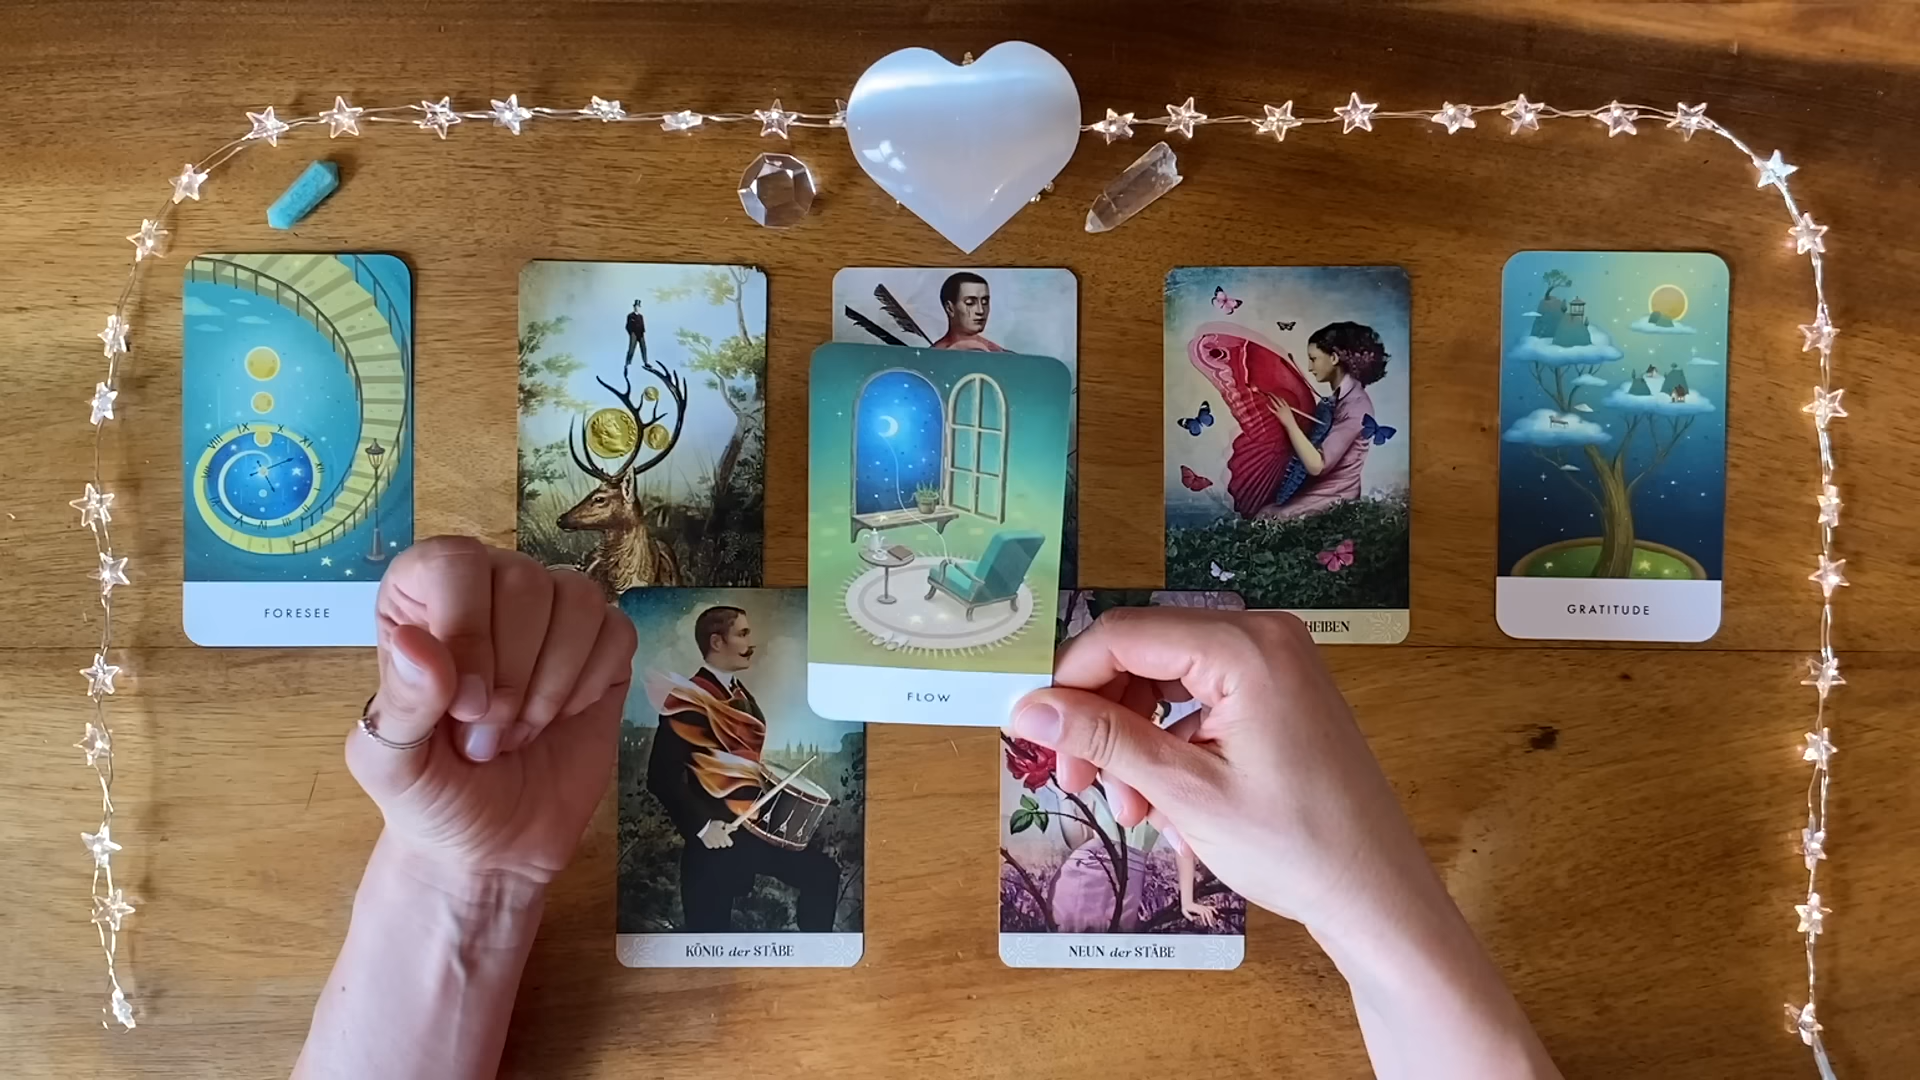 FORESEE
HEIBEN
GRATITUDE
FLOW
KÖNIG der STÄBE
NEUN der STÄBE